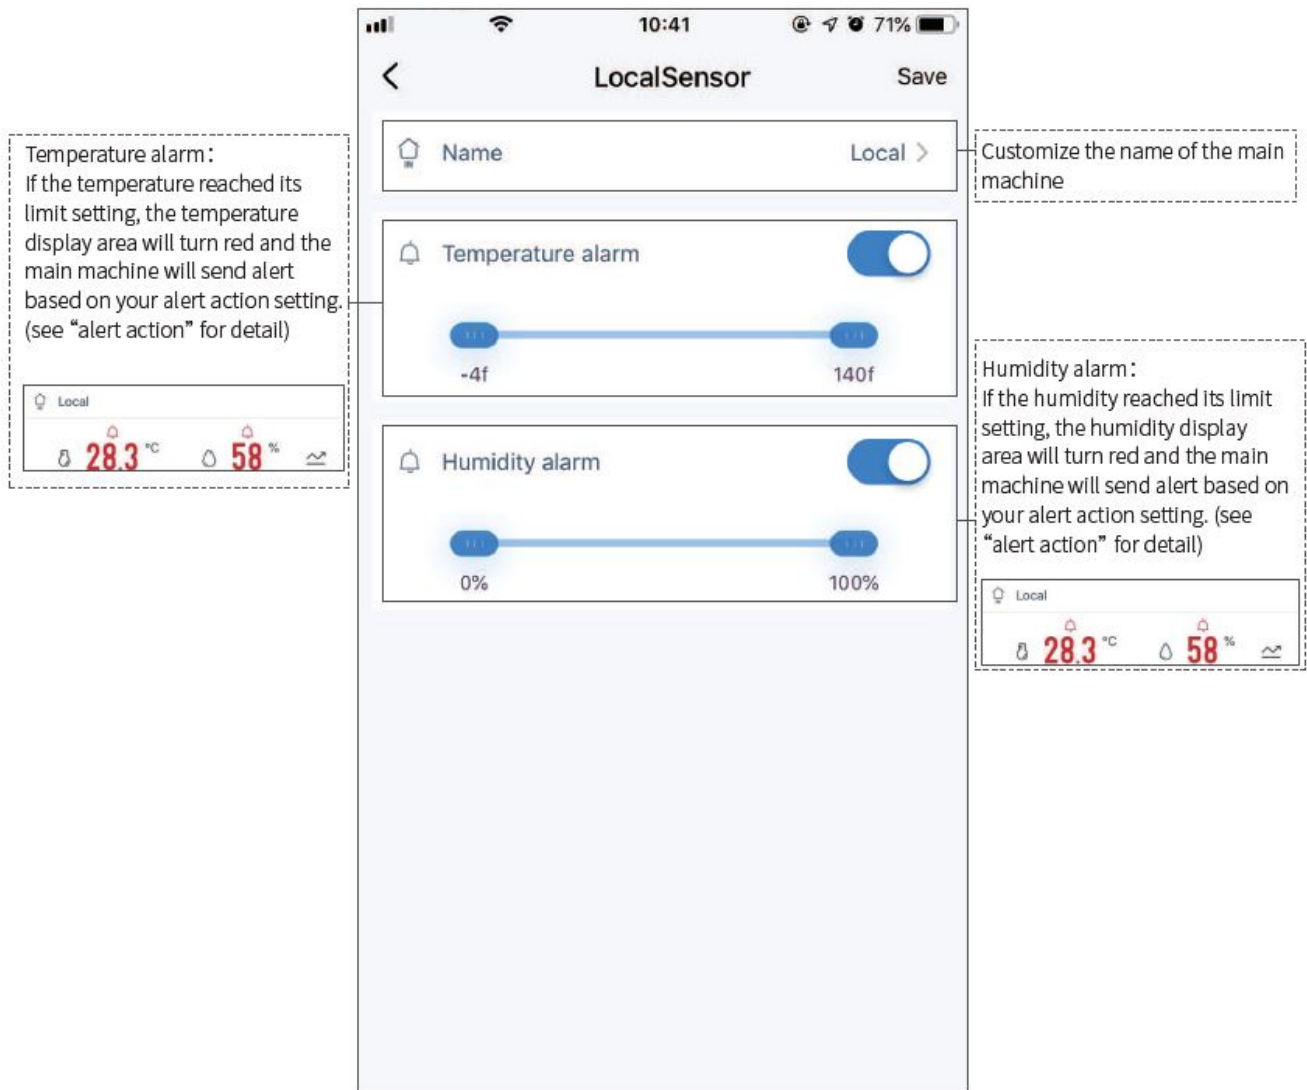 10:41
71%
LocalSensor
Save
Name
Local
Customize the name of the main
machine
Temperature alarm：
If the temperature reached its
limit setting, the temperature
display area will turn red and the
main machine will send alert
based on your alert action setting.
(see “alert action” for detail)
Local
28.3 °C
58 %
Temperature alarm
-4f
140f
Humidity alarm
0%
100%
Humidity alarm：
If the humidity reached its limit
setting, the humidity display
area will turn red and the main
machine will send alert based on
your alert action setting. (see
“alert action” for detail)
Local
28.3 °C
58 %